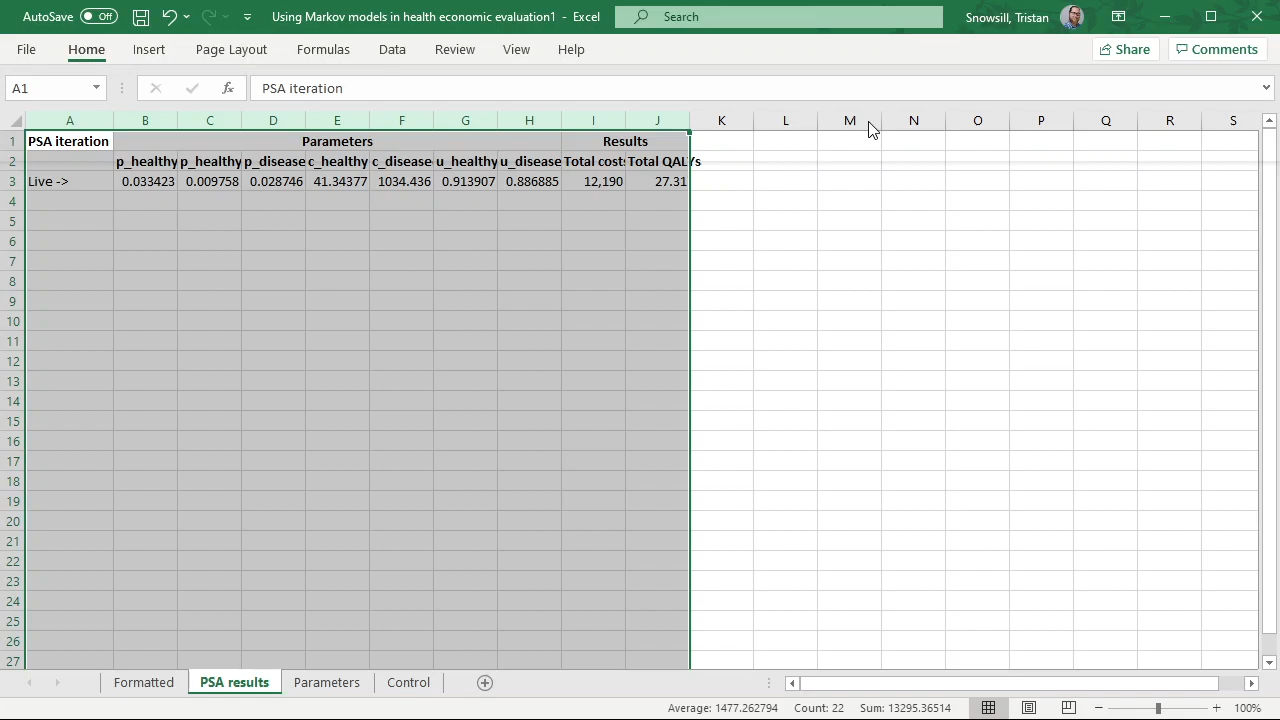 AutoSave Off Using Markov models in health economic evaluation1 - Excel Search Snowsill, Tristan
File Home Insert Page Layout Formulas Data Review View Help Share Comments
A1 fx PSA iteration
A B C D E F G H I J K L M N O P Q R S
1 PSA iteration Parameters Results
2 p_healthy p_healthy p_disease c_healthy c_disease u_healthy u_disease Total costs Total QALYs
3 Live -> 0.033423 0.009758 0.028746 41.34377 1034.436 0.913907 0.886885 12,190 27.31
4
5
6
7
8
9
10
11
12
13
14
15
16
17
18
19
20
21
22
23
24
25
26
27
Formatted PSA results Parameters Control
Average: 1477.262794 Count: 22 Sum: 13295.36514 100%